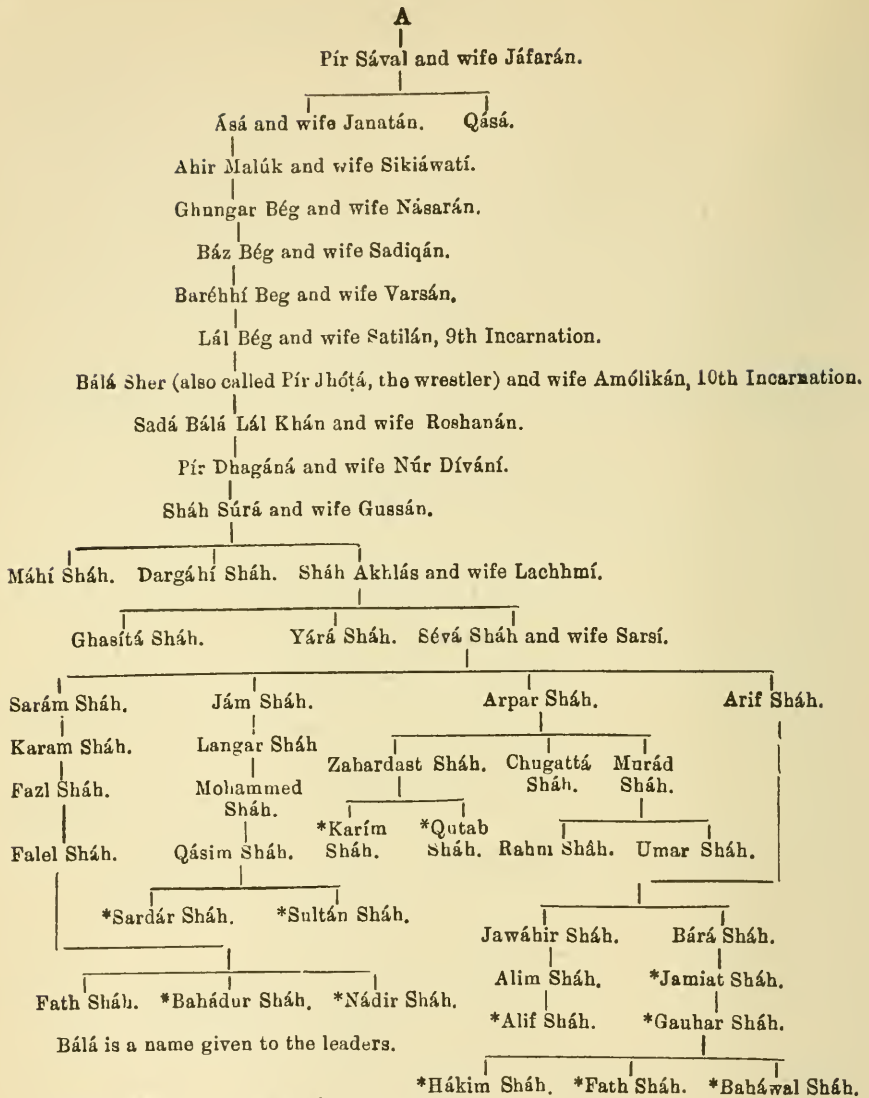 A
Pír Sával and wife Jáfarán.
Ásá and wife Janatán. Qásá.
Ahir Malúk and wife Sikiáwatí.
Ghungar Bég and wife Násarán.
Báz Bég and wife Sadiqán.
Baréhhí Beg and wife Varsán.
Lál Bég and wife Satilán, 9th Incarnation.
Bálá Sher (also called Pír Jhóṭá, the wrestler) and wife Amólikán, 10th Incarnation.
Sadá Bálá Lál Khán and wife Roshanán.
Pír Dhagáná and wife Núr Dívání.
Sháh Súrá and wife Gussán.
Máhí Sháh. Dargáhí Sháh. Sháh Akhlás and wife Lachhmí.
Ghasítá Sháh. Yárá Sháh. Sévá Sháh and wife Sarsí.
Sarám Sháh. Jám Sháh. Arpar Sháh. Arif Sháh.
Karam Sháh. Langar Sháh
Zahardast Sháh. Chugattá Murád
Fazl Sháh. Mohammed Sháh. Sháh.
Sháh.
*Karím *Qutab
Falel Sháh. Qásim Sháh. Sháh. Sháh. Rahni Sháh. Umar Sháh.
*Sardár Sháh. *Sultán Sháh.
Jawáhir Sháh. Bárá Sháh.
Alim Sháh. *Jamiat Sháh.
Fath Sháh. *Bahádur Sháh. *Nádir Sháh.
*Alif Sháh. *Gauhar Sháh.
Bálá is a name given to the leaders.
*Hákim Sháh. *Fath Sháh. *Baháwal Sháh.